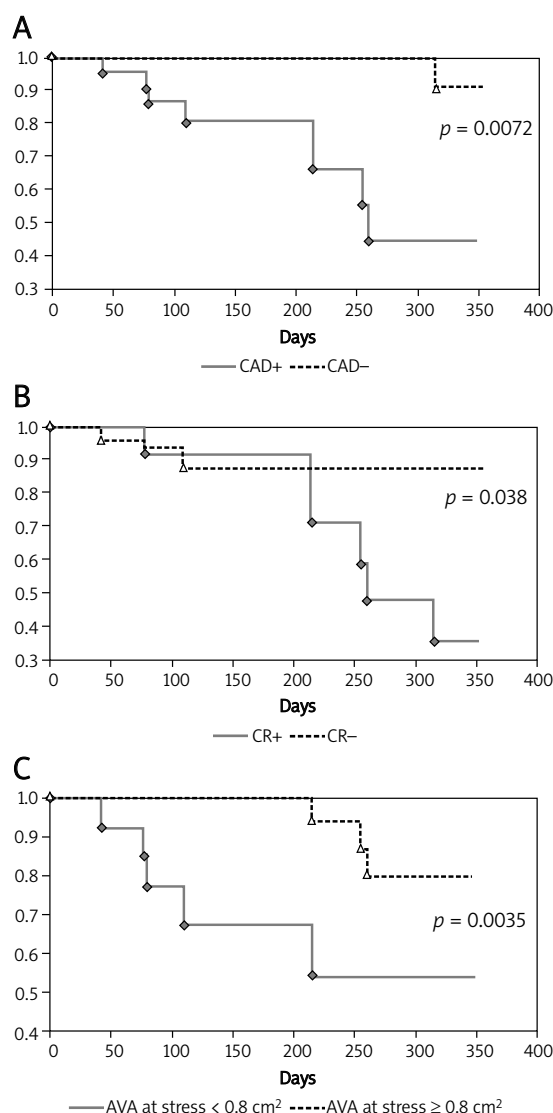 A
1.0
0.9
0.8
0.7
0.6
0.5
0.4
0.3
p = 0.0072
0 50 100 150 200 250 300 350 400
Days
CAD+ CAD–
B
1.0
0.9
0.8
0.7
0.6
0.5
0.4
0.3
p = 0.038
0 50 100 150 200 250 300 350 400
Days
CR+ CR–
C
1.0
0.9
0.8
0.7
0.6
0.5
0.4
p = 0.0035
0 50 100 150 200 250 300 350 400
Days
AVA at stress < 0.8 cm² AVA at stress ≥ 0.8 cm²